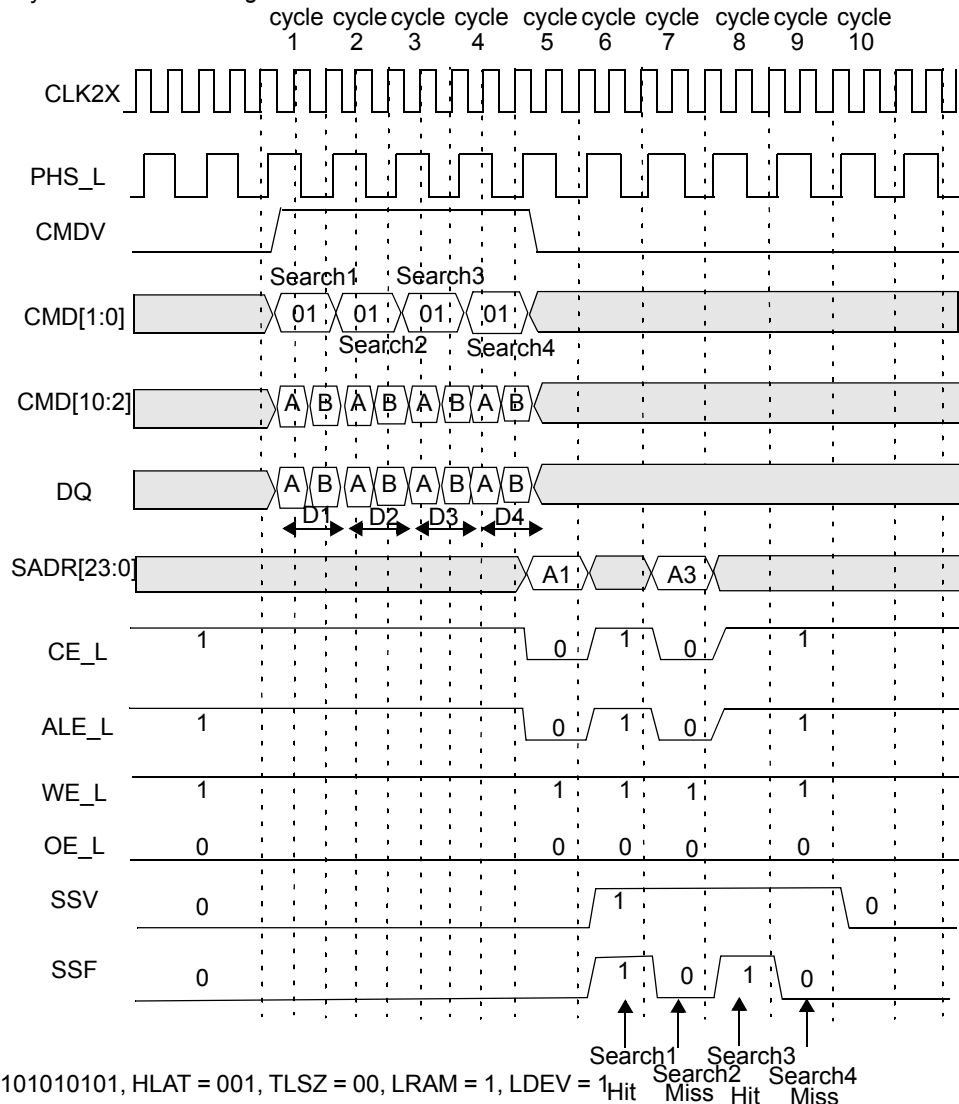 cycle cycle cycle cycle cycle cycle cycle cycle cycle cycle
1 2 3 4 5 6 7 8 9 10
CLK2X
PHS_L
CMDV
Search1 Search3
CMD[1:0] 01 01 01 01
Search2 Search4
CMD[10:2] A B A B A B A B
DQ A B A B A B A B
D1 D2 D3 D4
SADR[23:0] A1 A3
CE_L 1 0 1 0 1
ALE_L 1 0 1 0 1
WE_L 1 1 1 1 1
OE_L 0 0 0 0 0
SSV 0 1 0
SSF 0 1 0 1 0
Search1 Hit
Search2 Miss
Search3 Hit
Search4 Miss
101010101, HLAT = 001, TLSZ = 00, LRAM = 1, LDEV = 1